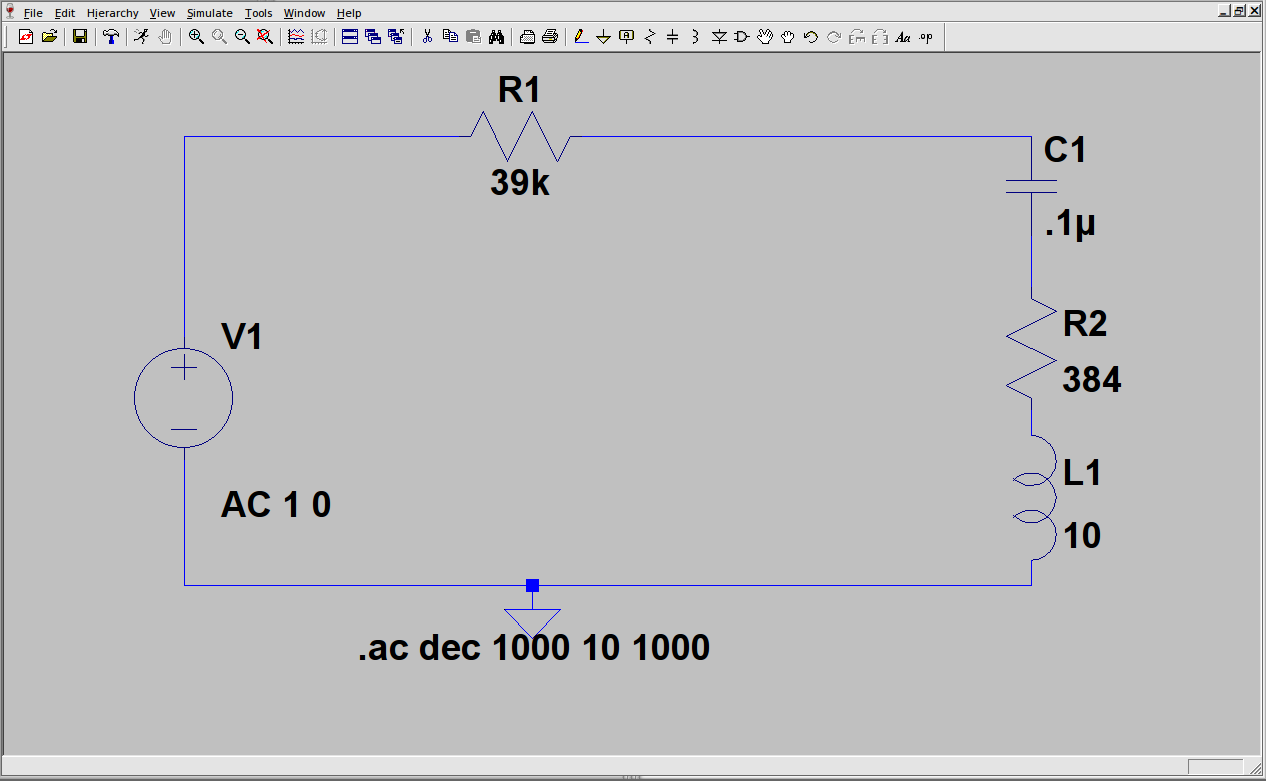 File Edit Hierarchy View Simulate Tools Window Help
Aa .op
R1
39k
C1
.1µ
R2
384
V1
L1
10
AC 1 0
.ac dec 1000 10 1000